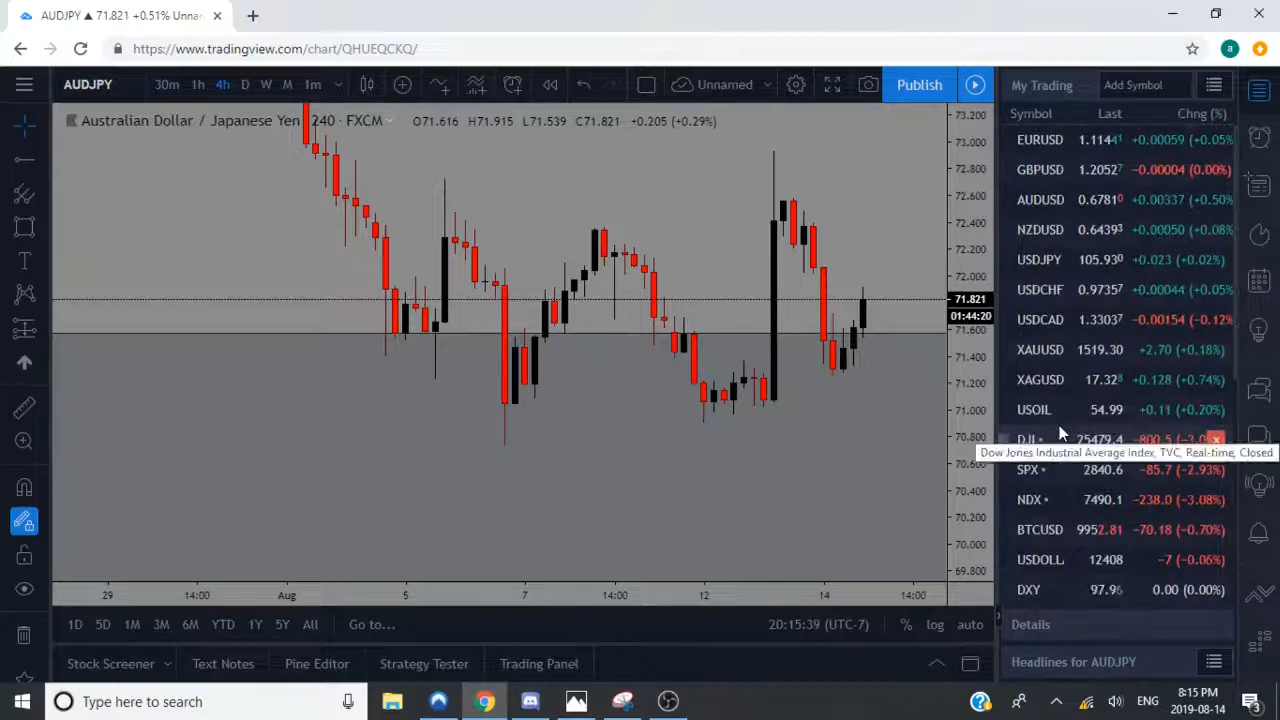 AUDJPY ▲ 71.821 +0.51% Unna
https://www.tradingview.com/chart/QHUEQCKQ/
a
AUDJPY 30m 1h 4h D W M 1m Unnamed Publish
My Trading Add Symbol
Australian Dollar / Japanese Yen 240 · FXCM O71.616 H71.915 L71.539 C71.821 +0.205 (+0.29%)
Symbol Last Chng (%)
EURUSD 1.11441 +0.00059 (+0.05%
GBPUSD 1.20527 −0.00004 (0.00%)
AUDUSD 0.67810 +0.00337 (+0.50%
NZDUSD 0.64393 +0.00050 (+0.08%
USDJPY 105.930 +0.023 (+0.02%)
USDCHF 0.97357 +0.00044 (+0.05%
USDCAD 1.33037 −0.00154 (−0.12%
XAUUSD 1519.30 +2.70 (+0.18%)
XAGUSD 17.328 +0.128 (+0.74%)
USOIL 54.99 +0.11 (+0.20%)
DJI 25479.4 −800.5
Dow Jones Industrial Average Index, TVC, Real-time, Closed
SPX 2840.6 −85.7 (−2.93%)
NDX 7490.1 −238.0 (−3.08%)
BTCUSD 9952.81 −70.18 (−0.70%)
USDOLL 12408 −7 (−0.06%)
DXY 97.96 0.00 (0.00%)
Details
Headlines for AUDJPY
73.200
73.000
72.800
72.600
72.400
72.200
72.000
71.821
01:44:20
71.600
71.400
71.200
71.000
70.800
70.400
70.200
70.000
69.800
29 14:00 Aug 5 7 14:00 12 14 14:00
1D 5D 1M 3M 6M YTD 1Y 5Y All Go to... 20:15:39 (UTC-7) % log auto
Stock Screener Text Notes Pine Editor Strategy Tester Trading Panel
Type here to search
ENG
8:15 PM
2019-08-14
3